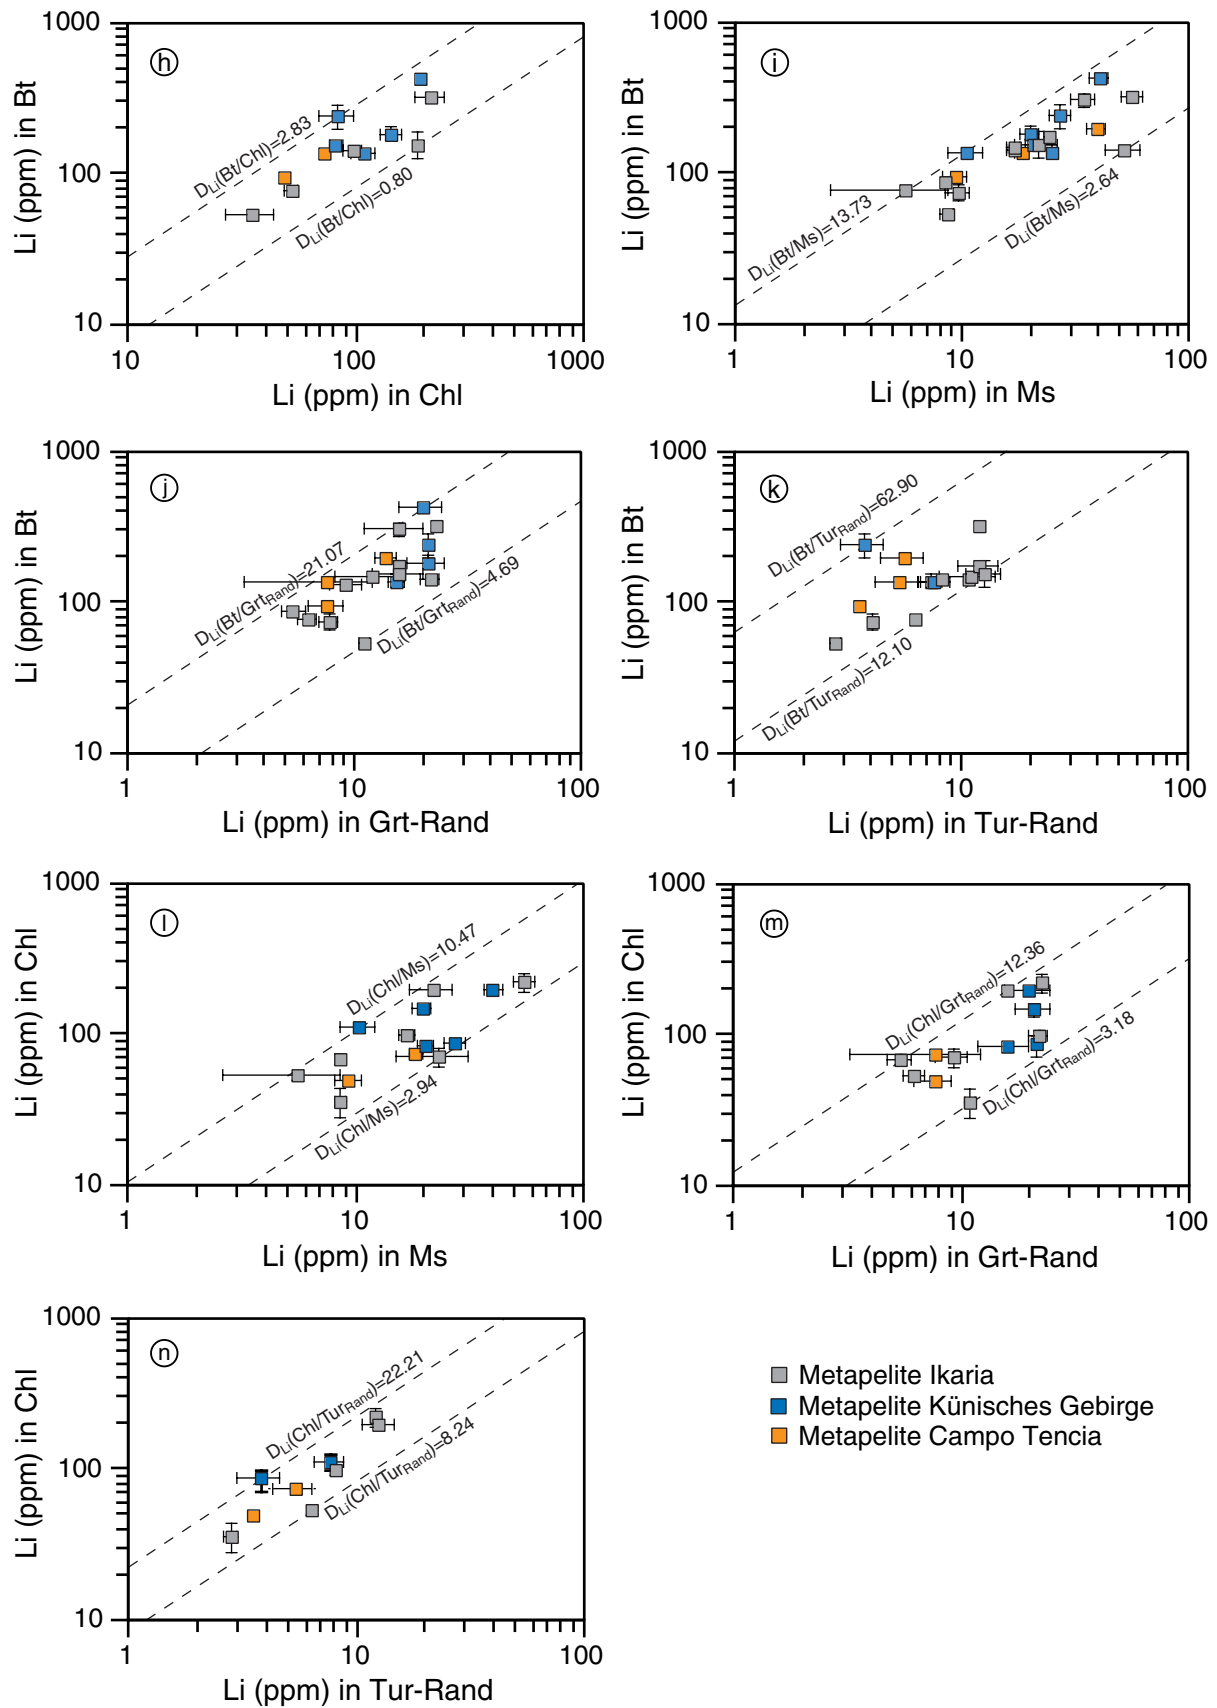 1000
100
10
10
100
1000
Li (ppm) in Bt
Li (ppm) in Chl
h
D_Li(Bt/Chl)=2.83
D_Li(Bt/Chl)=0.80
1000
100
10
1
10
100
Li (ppm) in Bt
Li (ppm) in Ms
i
D_Li(Bt/Ms)=13.73
D_Li(Bt/Ms)=2.64
1000
100
10
1
10
100
Li (ppm) in Bt
Li (ppm) in Grt-Rand
j
D_Li(Bt/Grt_Rand)=21.07
D_Li(Bt/Grt_Rand)=4.69
1000
100
10
1
10
100
Li (ppm) in Bt
Li (ppm) in Tur-Rand
k
D_Li(Bt/Tur_Rand)=62.90
D_Li(Bt/Tur_Rand)=12.10
1000
100
10
1
10
100
Li (ppm) in Chl
Li (ppm) in Ms
l
D_Li(Chl/Ms)=10.47
D_Li(Chl/Ms)=2.94
1000
100
10
1
10
100
Li (ppm) in Chl
Li (ppm) in Grt-Rand
m
D_Li(Chl/Grt_Rand)=12.36
D_Li(Chl/Grt_Rand)=3.18
1000
100
10
1
10
100
Li (ppm) in Chl
Li (ppm) in Tur-Rand
n
D_Li(Chl/Tur_Rand)=22.21
D_Li(Chl/Tur_Rand)=8.24
Metapelite Ikaria
Metapelite Künisches Gebirge
Metapelite Campo Tencia